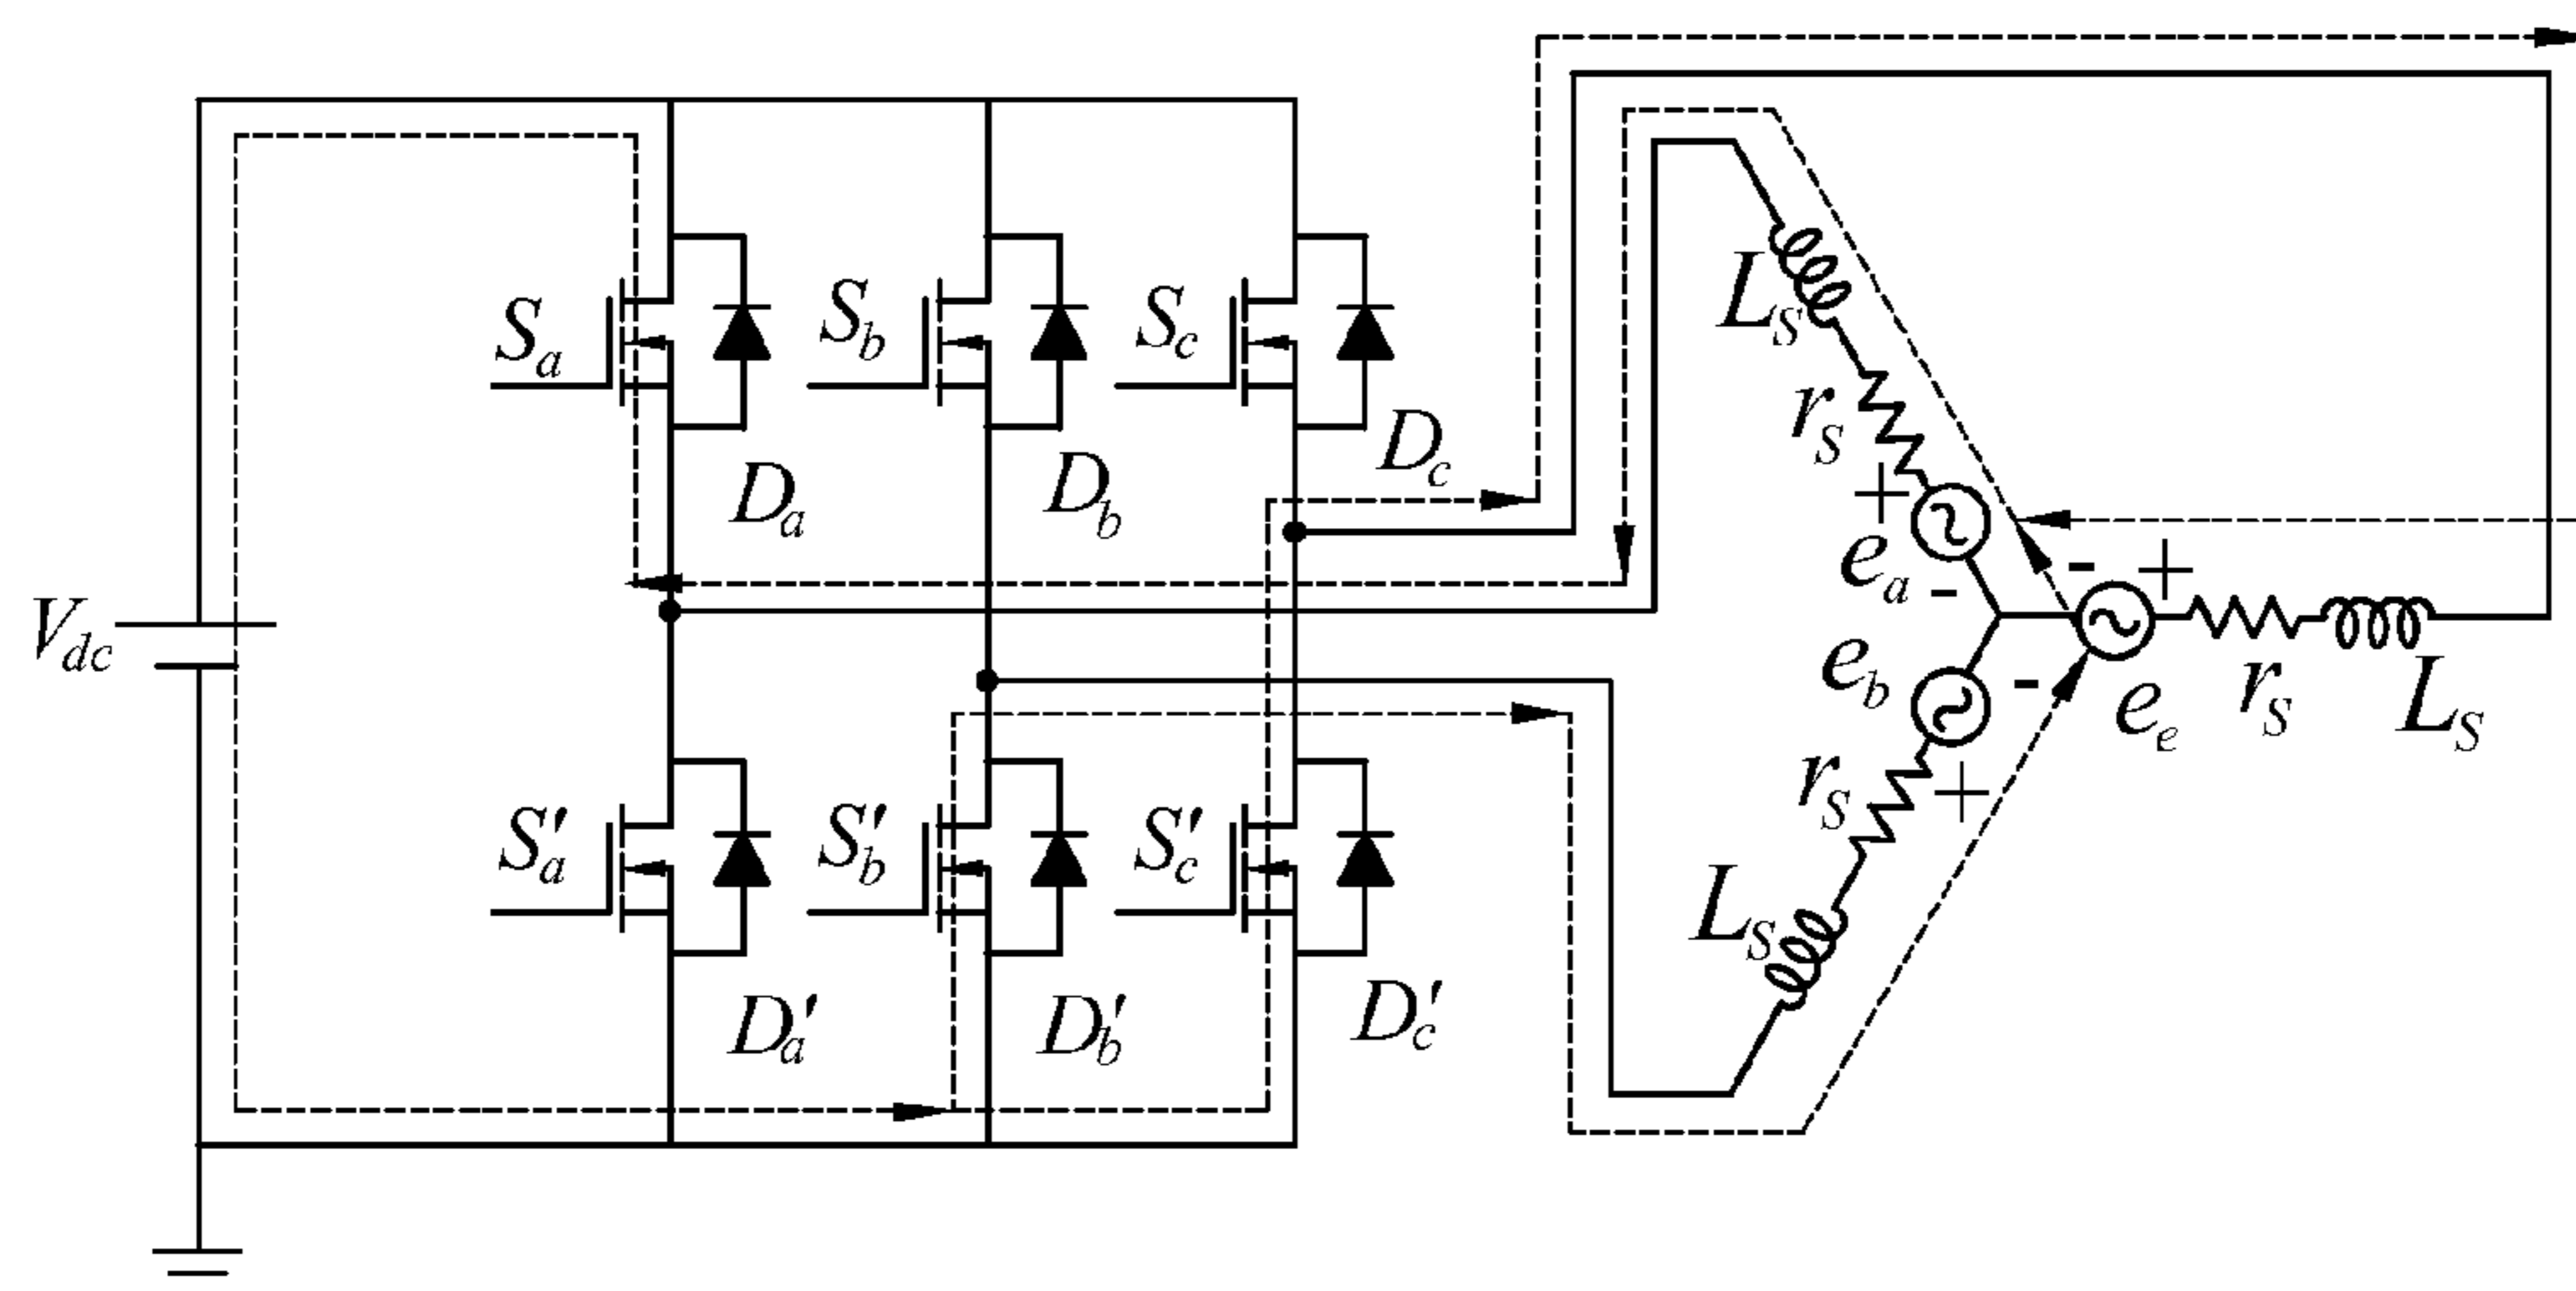 V_dc
S_a
S_b
S_c
D_a
D_b
D_c
S'_a
S'_b
S'_c
D'_a
D'_b
D'_c
L_S
r_S
+
e_a
-
e_b
-
+
r_S
L_S
-
+
e_e
r_S
L_S